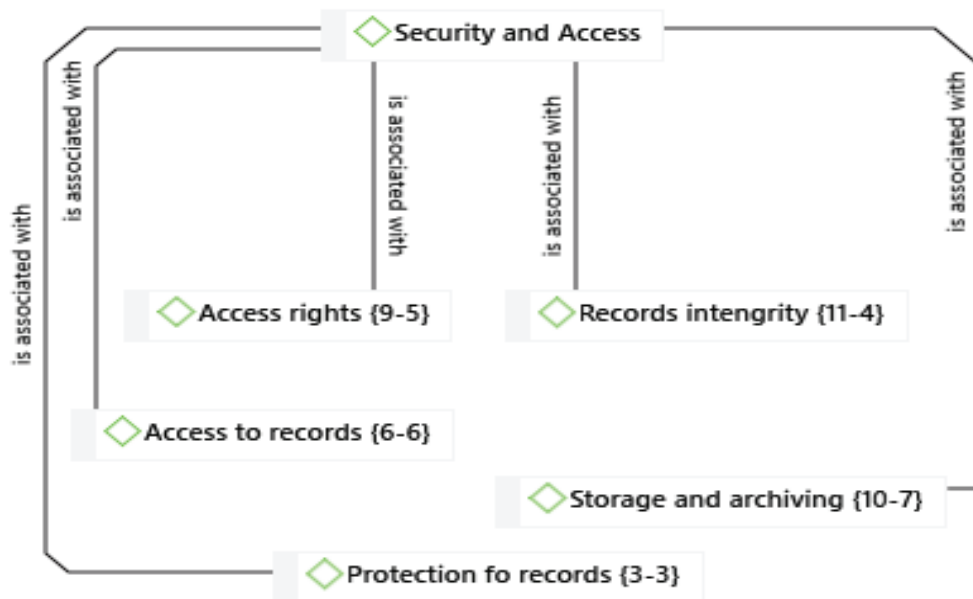 Security and Access
is associated with
is associated with
is associated with
is associated with
is associated with
Access rights {9-5}
Records intengrity {11-4}
Access to records {6-6}
Storage and archiving {10-7}
Protection fo records {3-3}